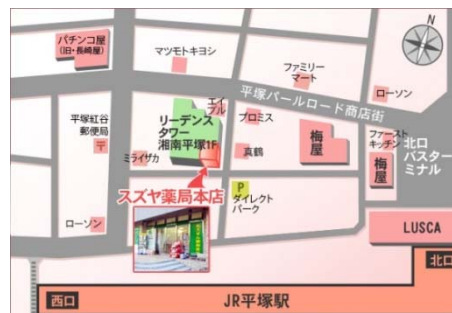 N
パチンコ屋
(旧・長崎屋)
マツモトキヨシ
ファミリー
マート
ローソン
平塚パールロード商店街
エイブル
プロミス
リーデンス
タワー
湘南平塚1F
平塚紅谷
郵便局
〒
ミライザカ
真鶴
梅屋
ファースト
キッチン
梅屋
北口
バスター
ミナル
スズヤ薬局本店
P
ダイレクト
パーク
ローソン
LUSCA
北口
西口
JR平塚駅